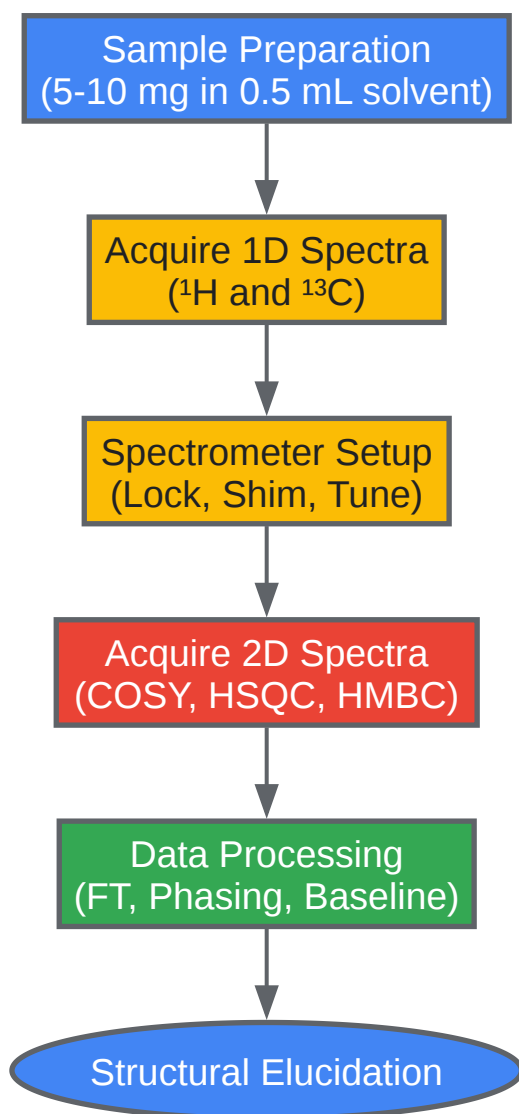 Sample Preparation
(5-10 mg in 0.5 mL solvent)
Acquire 1D Spectra
(¹H and ¹³C)
Spectrometer Setup
(Lock, Shim, Tune)
Acquire 2D Spectra
(COSY, HSQC, HMBC)
Data Processing
(FT, Phasing, Baseline)
Structural Elucidation